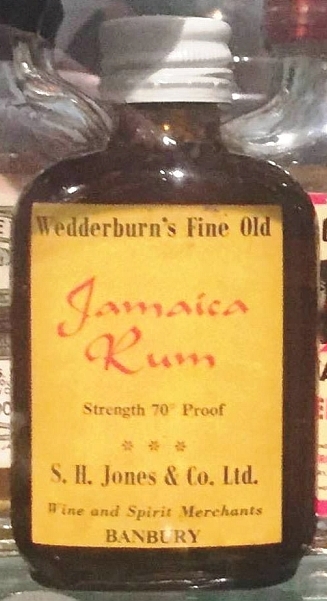 Wedderburn's Fine Old
Jamaica
Rum
Strength 70° Proof
S. H. Jones & Co. Ltd.
Wine and Spirit Merchants
BANBURY